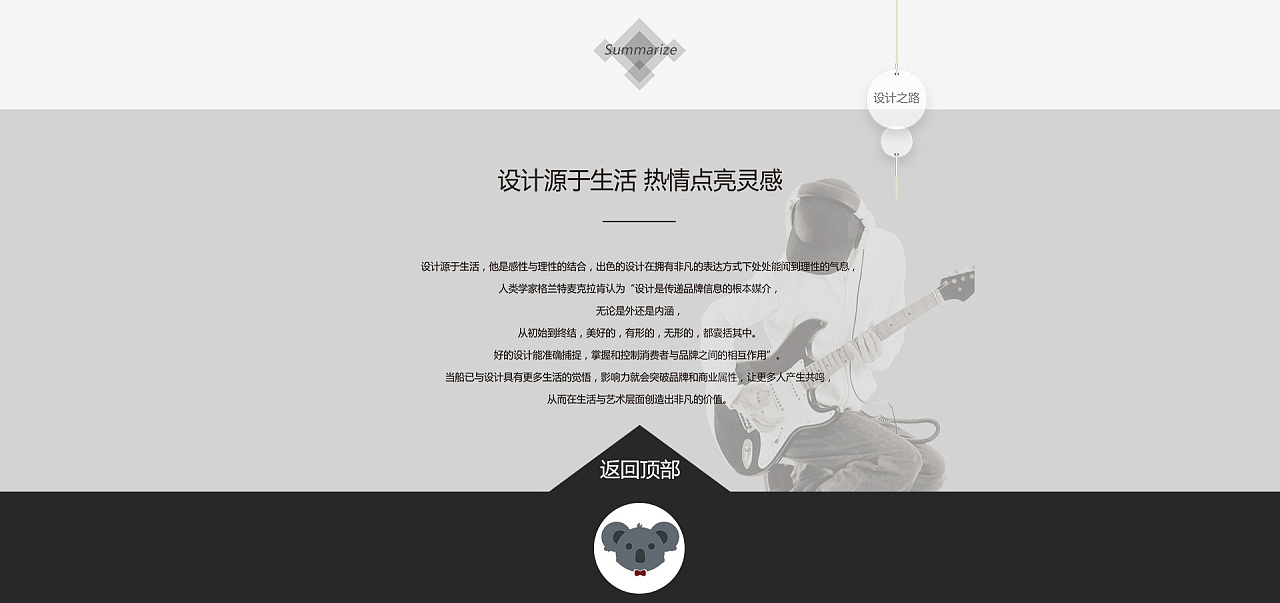 Summarize
设计之路
设计源于生活 热情点亮灵感
设计源于生活，他是感性与理性的结合，出色的设计在拥有非凡的表达方式下处处能闻到理性的气息，
人类学家格兰特麦克拉肯认为“设计是传递品牌信息的根本媒介，
无论是外还是内涵，
从初始到终结，美好的，有形的，无形的，都囊括其中。
好的设计能准确捕捉，掌握和控制消费者与品牌之间的相互作用”。
当船已与设计具有更多生活的觉悟，影响力就会突破品牌和商业属性，让更多人产生共鸣，
从而在生活与艺术层面创造出非凡的价值。
返回顶部